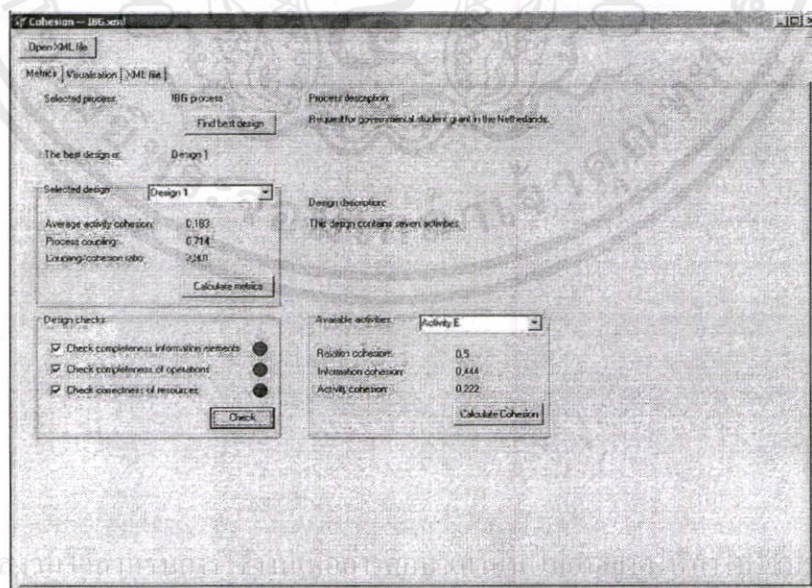 Cohesion -- IBG.xml
Open XML file
Metrics Visualisation XML file
Selected process: IBG process
Process description:
Find best design
Request for governmental student grant in the Netherlands.
The best design is: Design 1
Selected design: Design 1
Design description:
Average activity cohesion: 0,183
This design contains seven activities.
Process coupling: 0,714
Coupling/cohesion ratio:
Calculate metrics
Design checks:
Available activities: Activity E
Check completeness information elements
Relation cohesion: 0,5
Check completeness of operations
Information cohesion: 0,444
Check correctness of resources
Activity cohesion: 0,222
Check
Calculate Cohesion